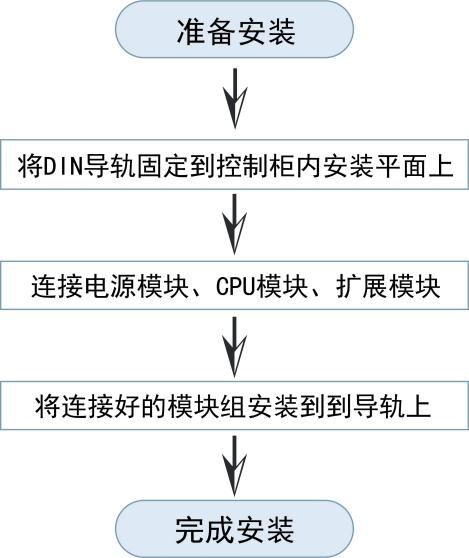 准备安装
将DIN导轨固定到控制柜内安装平面上
连接电源模块、CPU模块、扩展模块
将连接好的模块组安装到到导轨上
完成安装